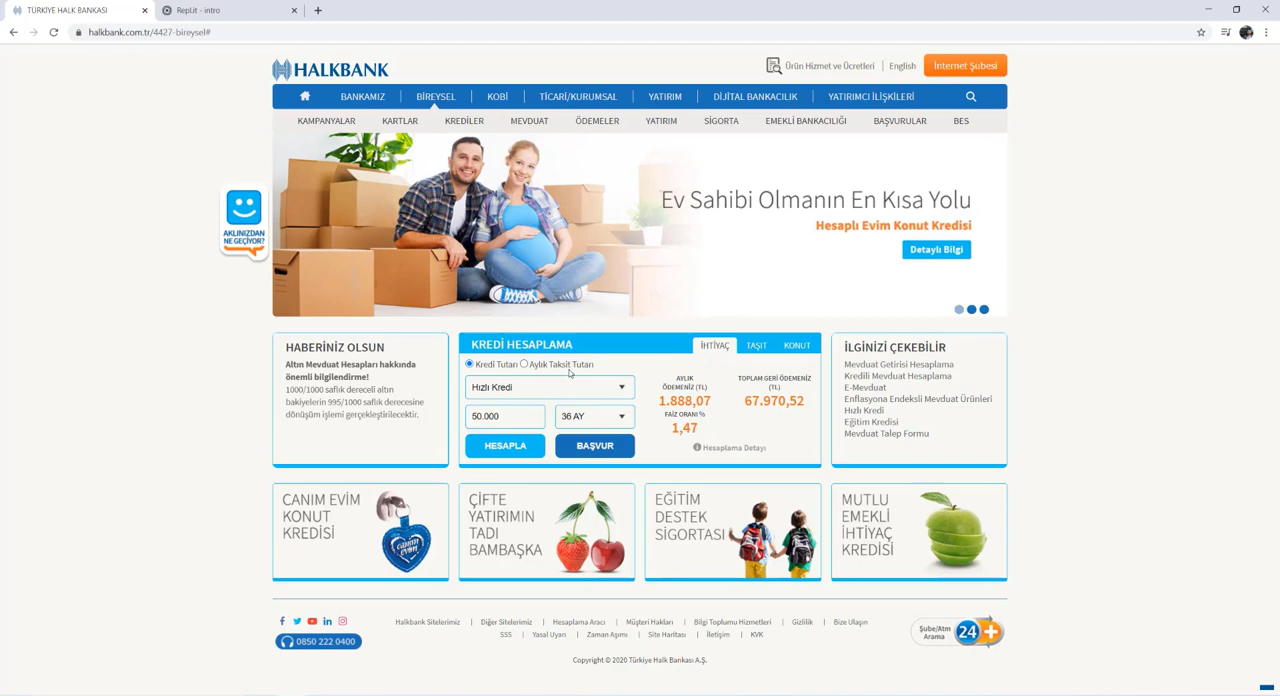 TÜRKİYE HALK BANKASI
Repl.it - intro
halkbank.com.tr/4427-bireysel#
HALKBANK
Ürün Hizmet ve Ücretleri
English
İnternet Şubesi
BANKAMIZ
BİREYSEL
KOBİ
TİCARİ/KURUMSAL
YATIRIM
DİJİTAL BANKACILIK
YATIRIMCI İLİŞKİLERİ
KAMPANYALAR
KARTLAR
KREDİLER
MEVDUAT
ÖDEMELER
YATIRIM
SİGORTA
EMEKLİ BANKACILIĞI
BAŞVURULAR
BES
AKLINIZDAN
NE GEÇİYOR?
Ev Sahibi Olmanın En Kısa Yolu
Hesaplı Evim Konut Kredisi
Detaylı Bilgi
HABERİNİZ OLSUN
Altın Mevduat Hesapları hakkında
önemli bilgilendirme!
1000/1000 saflık dereceli altın
bakiyelerin 995/1000 saflık derecesine
dönüşüm işlemi gerçekleştirilecektir.
KREDİ HESAPLAMA
İHTİYAÇ
TAŞIT
KONUT
Kredi Tutarı
Aylık Taksit Tutarı
Hızlı Kredi
50.000
36 AY
HESAPLA
BAŞVUR
AYLIK
ÖDEMENİZ (TL)
1.888,07
FAİZ ORANI %
1,47
TOPLAM GERİ ÖDEMENİZ
(TL)
67.970,52
Hesaplama Detayı
İLGİNİZİ ÇEKEBİLİR
Mevduat Getirisi Hesaplama
Kredili Mevduat Hesaplama
E-Mevduat
Enflasyona Endeksli Mevduat Ürünleri
Hızlı Kredi
Eğitim Kredisi
Mevduat Talep Formu
CANIM EVİM
KONUT
KREDİSİ
canım
evim
ÇİFTE
YATIRIMIN
TADI
BAMBAŞKA
EĞİTİM
DESTEK
SİGORTASI
MUTLU
EMEKLİ
İHTİYAÇ
KREDİSİ
0850 222 0400
Halkbank Sitelerimiz
Diğer Sitelerimiz
Hesaplama Aracı
Müşteri Hakları
Bilgi Toplumu Hizmetleri
Gizlilik
Bize Ulaşın
SSS
Yasal Uyarı
Zaman Aşımı
Site Haritası
İletişim
KVK
Şube/Atm
Arama
24
Copyright © 2020 Türkiye Halk Bankası A.Ş.